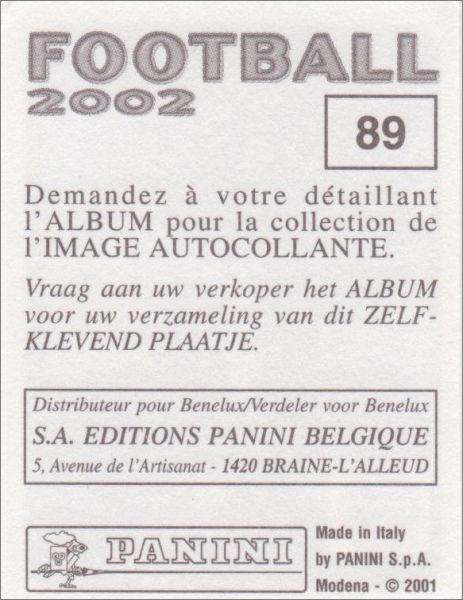 FOOTBALL
2002
89
Demandez à votre détaillant
l'ALBUM pour la collection de
l'IMAGE AUTOCOLLANTE.
Vraag aan uw verkoper het ALBUM
voor uw verzameling van dit ZELF-
KLEVEND PLAATJE.
Distributeur pour Benelux/Verdeler voor Benelux
S.A. EDITIONS PANINI BELGIQUE
5, Avenue de l'Artisanat - 1420 BRAINE-L'ALLEUD
PANINI
Made in Italy
by PANINI S.p.A.
Modena - © 2001